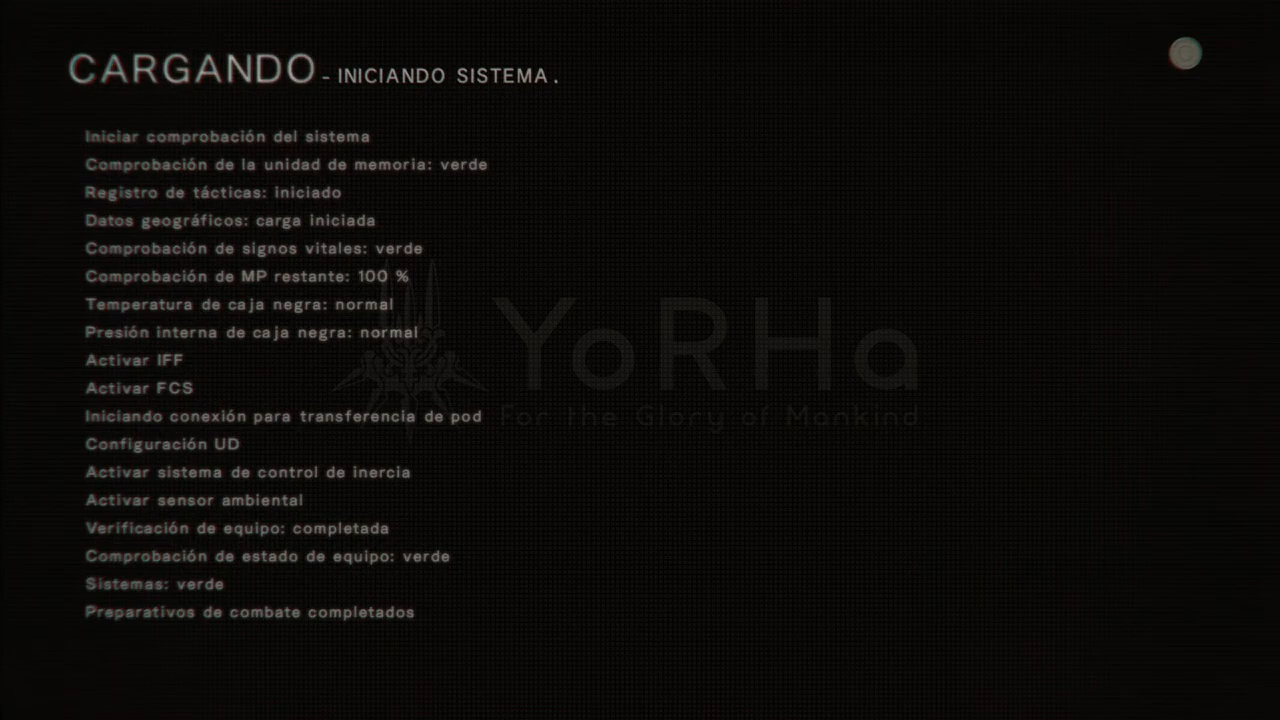 CARGANDO - INICIANDO SISTEMA.
Iniciar comprobación del sistema
Comprobación de la unidad de memoria: verde
Registro de tácticas: iniciado
Datos geográficos: carga iniciada
Comprobación de signos vitales: verde
Comprobación de MP restante: 100 %
Temperatura de caja negra: normal
Presión interna de caja negra: normal
Activar IFF
Activar FCS
Iniciando conexión para transferencia de pod
Configuración UD
Activar sistema de control de inercia
Activar sensor ambiental
Verificación de equipo: completada
Comprobación de estado de equipo: verde
Sistemas: verde
Preparativos de combate completados
YoRHa
For the Glory of Mankind